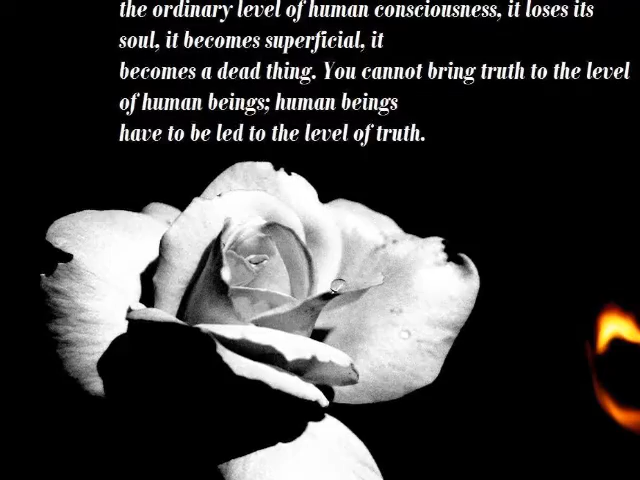 the ordinary level of human consciousness, it loses its
soul, it becomes superficial, it
becomes a dead thing. You cannot bring truth to the level
of human beings; human beings
have to be led to the level of truth.